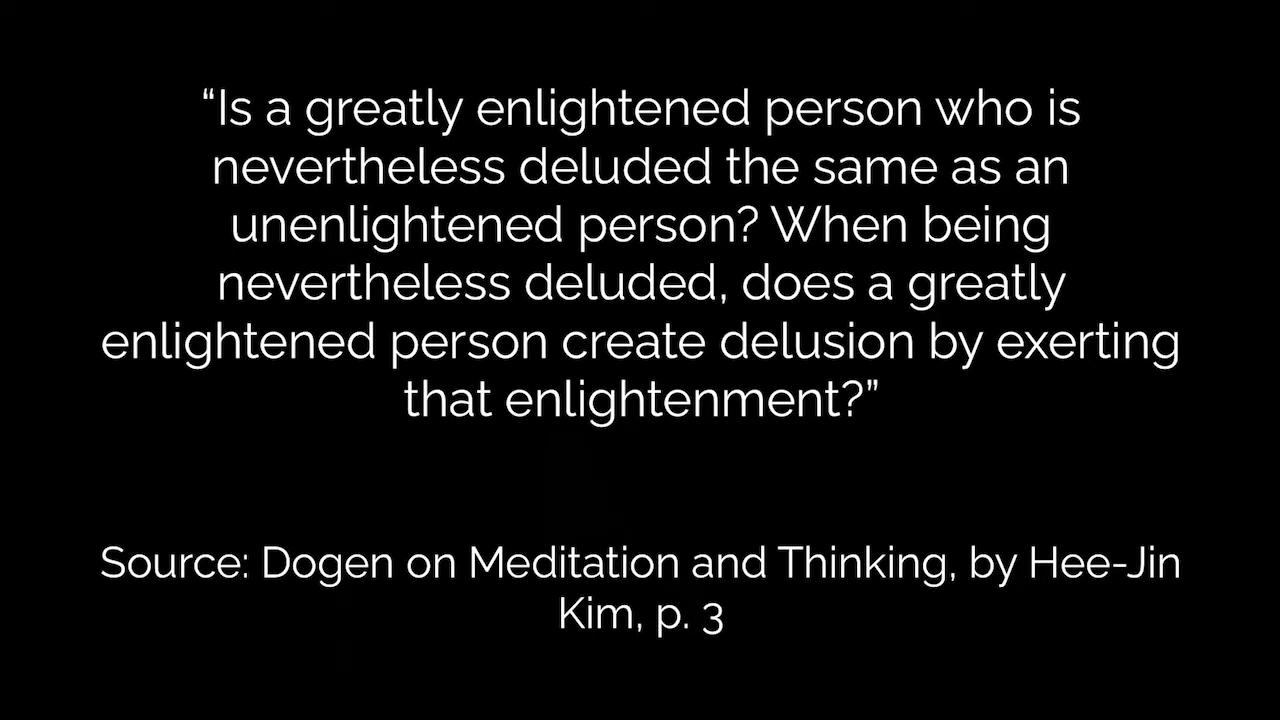 “Is a greatly enlightened person who is
nevertheless deluded the same as an
unenlightened person? When being
nevertheless deluded, does a greatly
enlightened person create delusion by exerting
that enlightenment?”
Source: Dogen on Meditation and Thinking, by Hee-Jin
Kim, p. 3